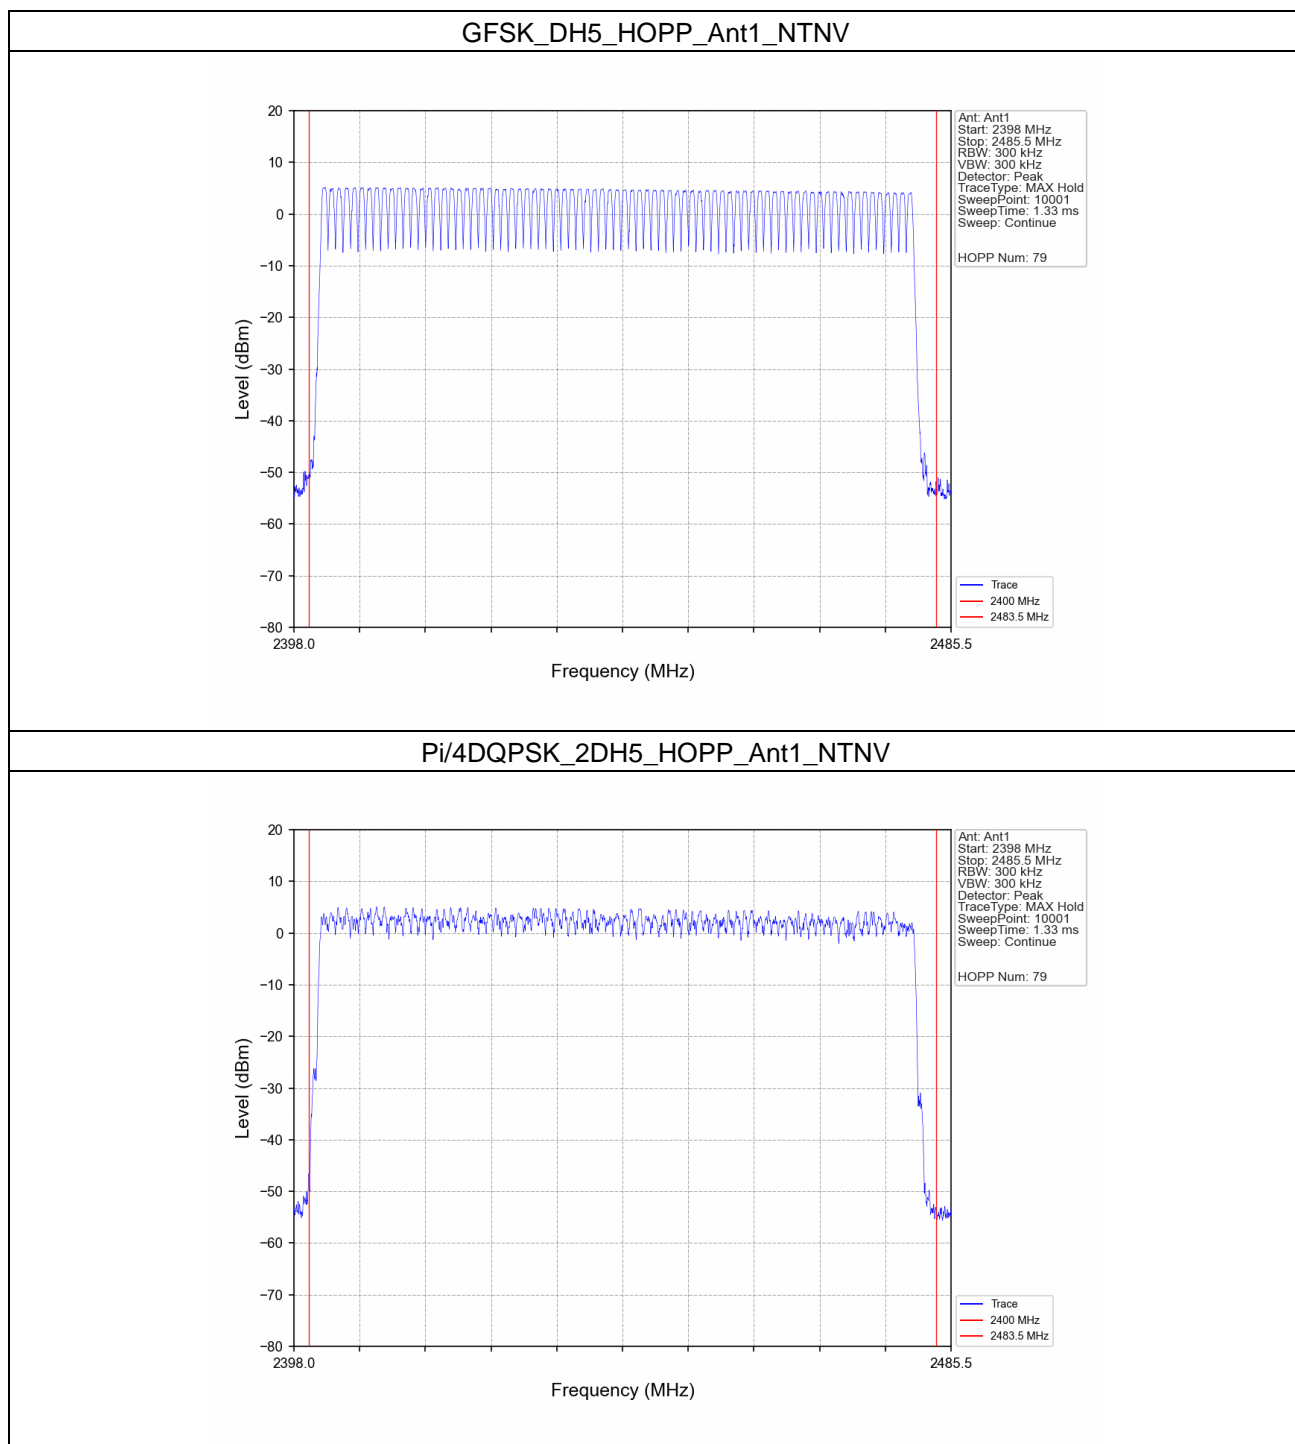 GFSK_DH5_HOPP_Ant1_NTNV
20
10
0
−10
−20
−30
−40
−50
−60
−70
−80
Level (dBm)
2398.0
2485.5
Frequency (MHz)
Ant: Ant1
Start: 2398 MHz
Stop: 2485.5 MHz
RBW: 300 kHz
VBW: 300 kHz
Detector: Peak
TraceType: MAX Hold
SweepPoint: 10001
SweepTime: 1.33 ms
Sweep: Continue
HOPP Num: 79
Trace
2400 MHz
2483.5 MHz
Pi/4DQPSK_2DH5_HOPP_Ant1_NTNV
20
10
0
−10
−20
−30
−40
−50
−60
−70
−80
Level (dBm)
2398.0
2485.5
Frequency (MHz)
Ant: Ant1
Start: 2398 MHz
Stop: 2485.5 MHz
RBW: 300 kHz
VBW: 300 kHz
Detector: Peak
TraceType: MAX Hold
SweepPoint: 10001
SweepTime: 1.33 ms
Sweep: Continue
HOPP Num: 79
Trace
2400 MHz
2483.5 MHz